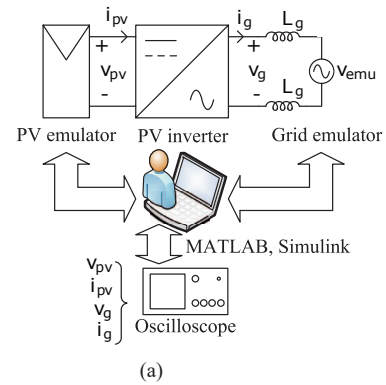 i_pv
i_g
L_g
+
+
v_pv
v_g
v_emu
-
-
L_g
PV emulator
PV inverter
Grid emulator
MATLAB, Simulink
v_pv
i_pv
v_g
i_g
Oscilloscope
(a)